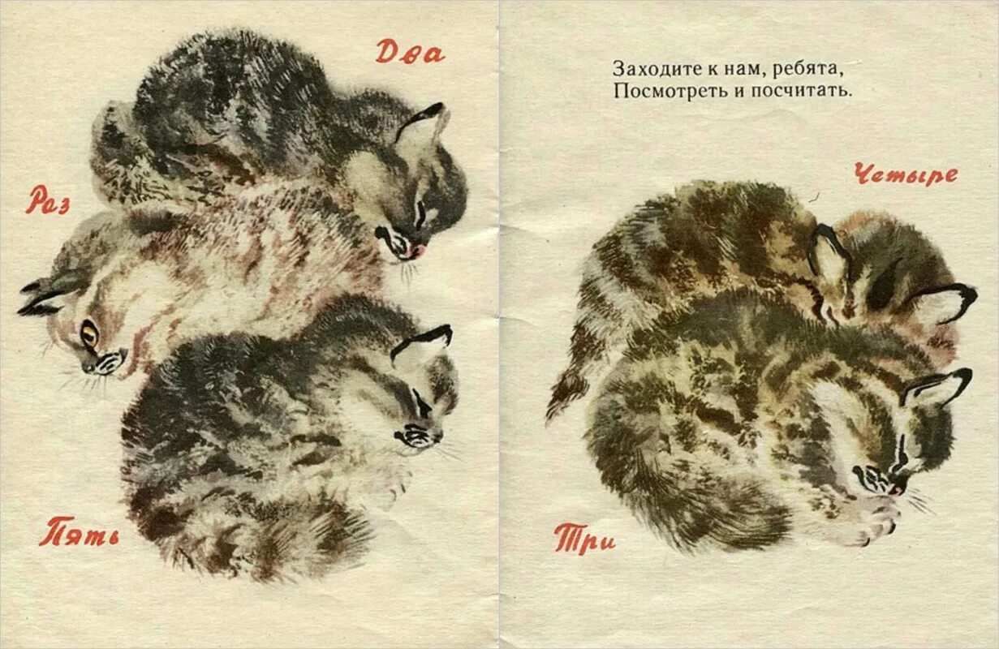 Два
Раз
Пять
Заходите к нам, ребята,
Посмотреть и посчитать.
Четыре
Три